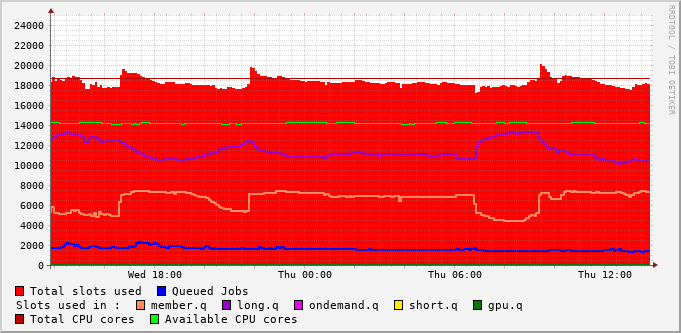 24000
22000
20000
18000
16000
14000
12000
10000
8000
6000
4000
2000
0
Wed 18:00 Thu 00:00 Thu 06:00 Thu 12:00
Total slots used Queued Jobs
Slots used in : member.q long.q ondemand.q short.q gpu.q
Total CPU cores Available CPU cores
RRDTOOL / TOBI OETIKER